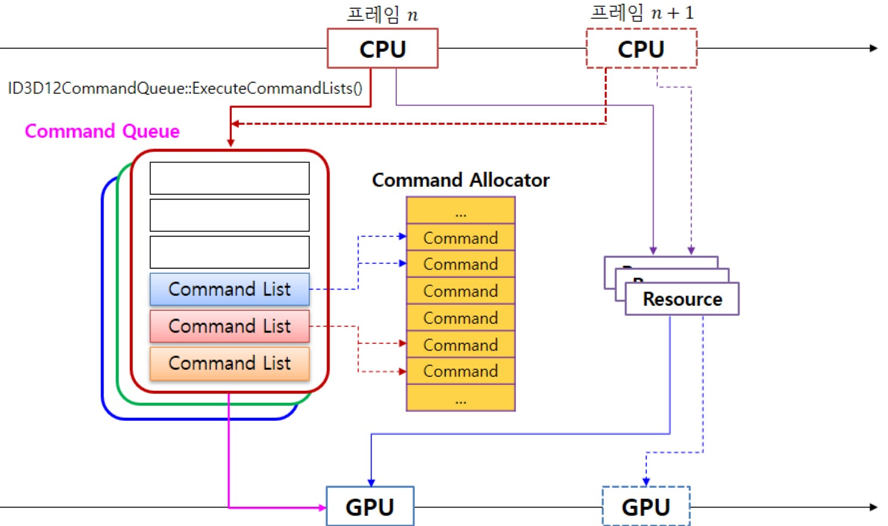 프레임 n
프레임 n + 1
CPU
CPU
ID3D12CommandQueue::ExecuteCommandLists()
Command Queue
Command Allocator
...
Command
Command
Command
Command
Command
Command
...
Command List
Command List
Command List
Resource
GPU
GPU